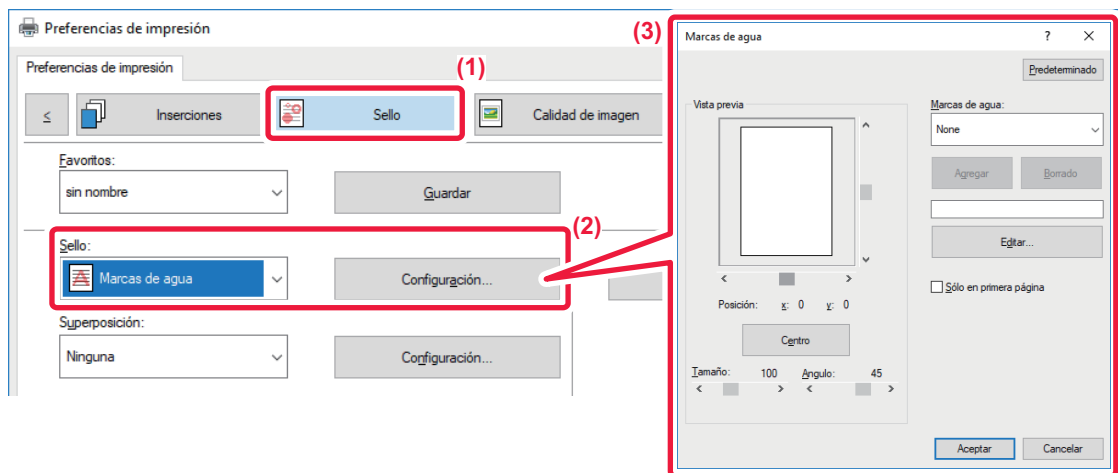 Preferencias de impresión
Preferencias de impresión
(1)
<
Inserciones
Sello
Calidad de imagen
Favoritos:
sin nombre
Guardar
(2)
Sello:
Marcas de agua
Configuración...
Superposición:
Ninguna
Configuración...
(3)
Marcas de agua
?
Predeterminado
Vista previa
Marcas de agua:
None
Agregar
Borrado
Editar...
Sólo en primera página
Posición: x: 0 y: 0
Centro
Tamaño: 100 Angulo: 45
Aceptar
Cancelar